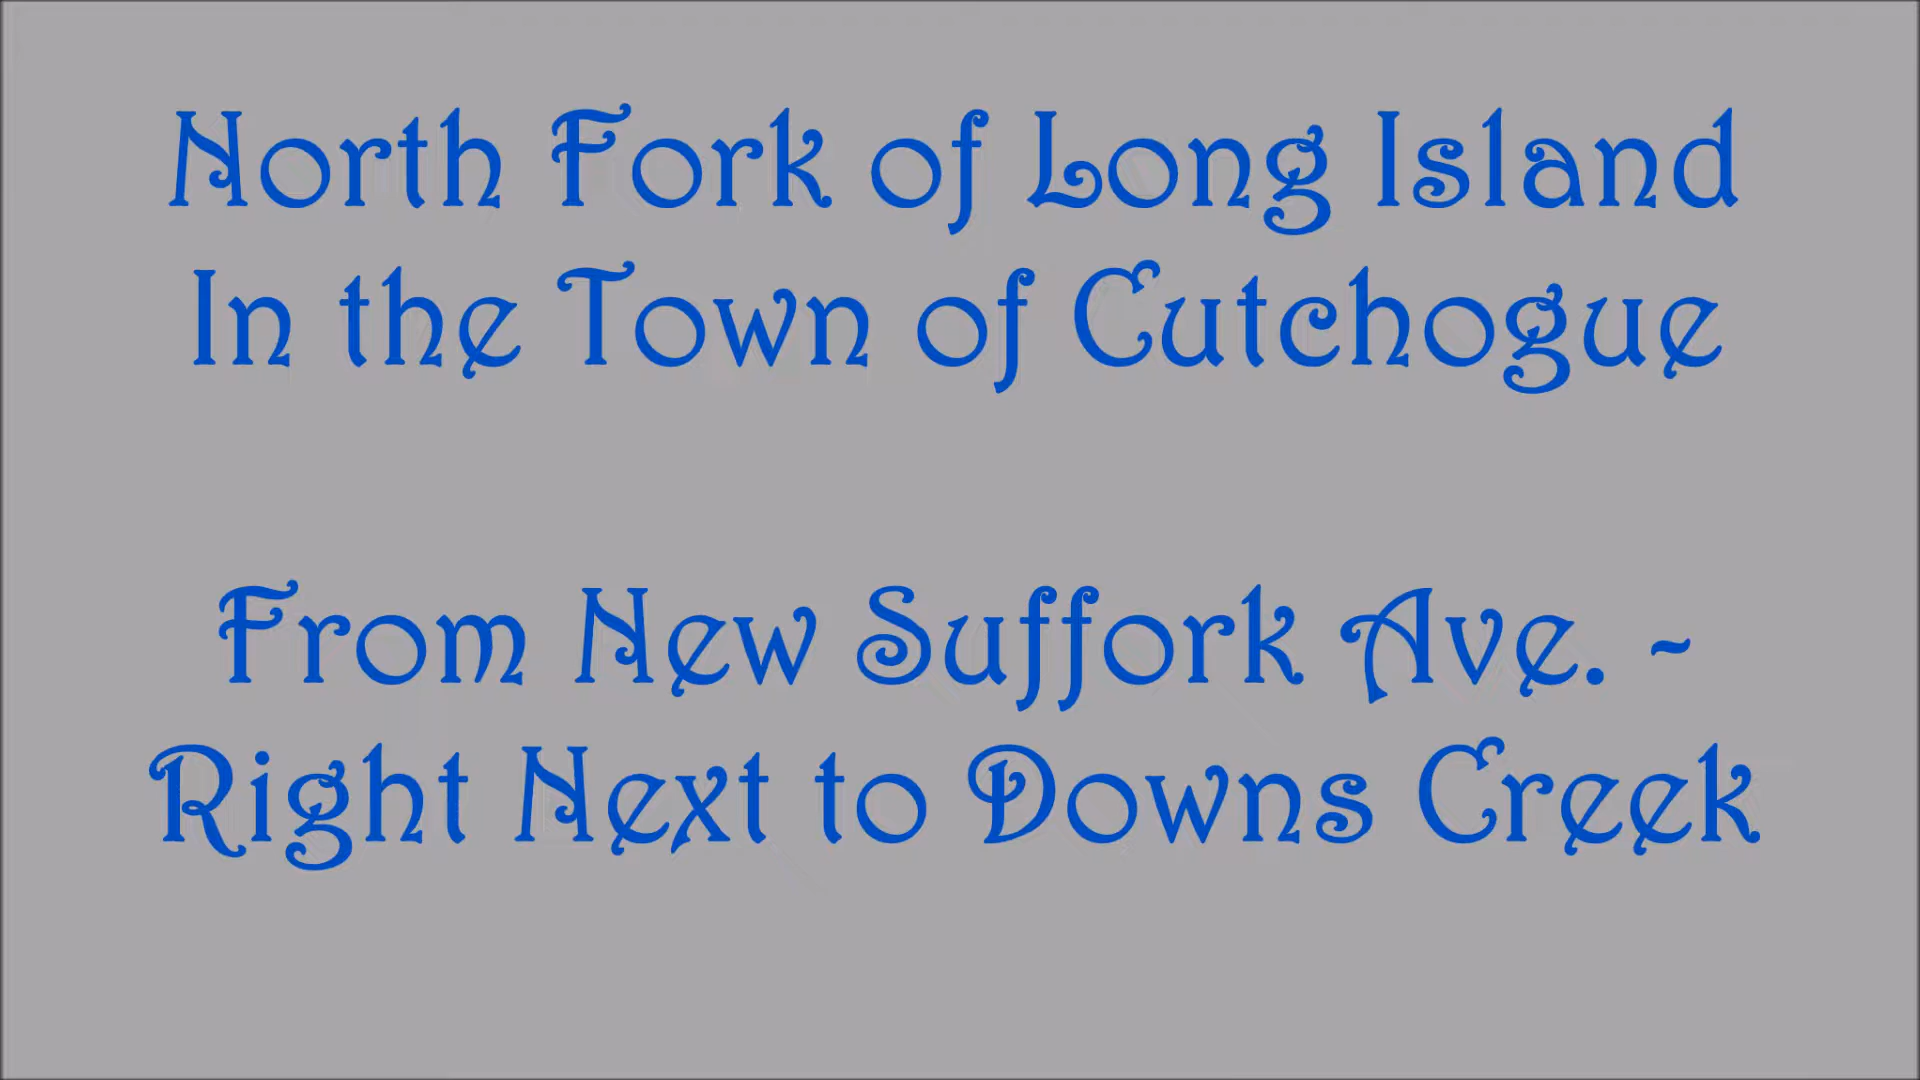 North Fork of Long Island
In the Town of Cutchogue
From New Suffork Ave. -
Right Next to Downs Creek